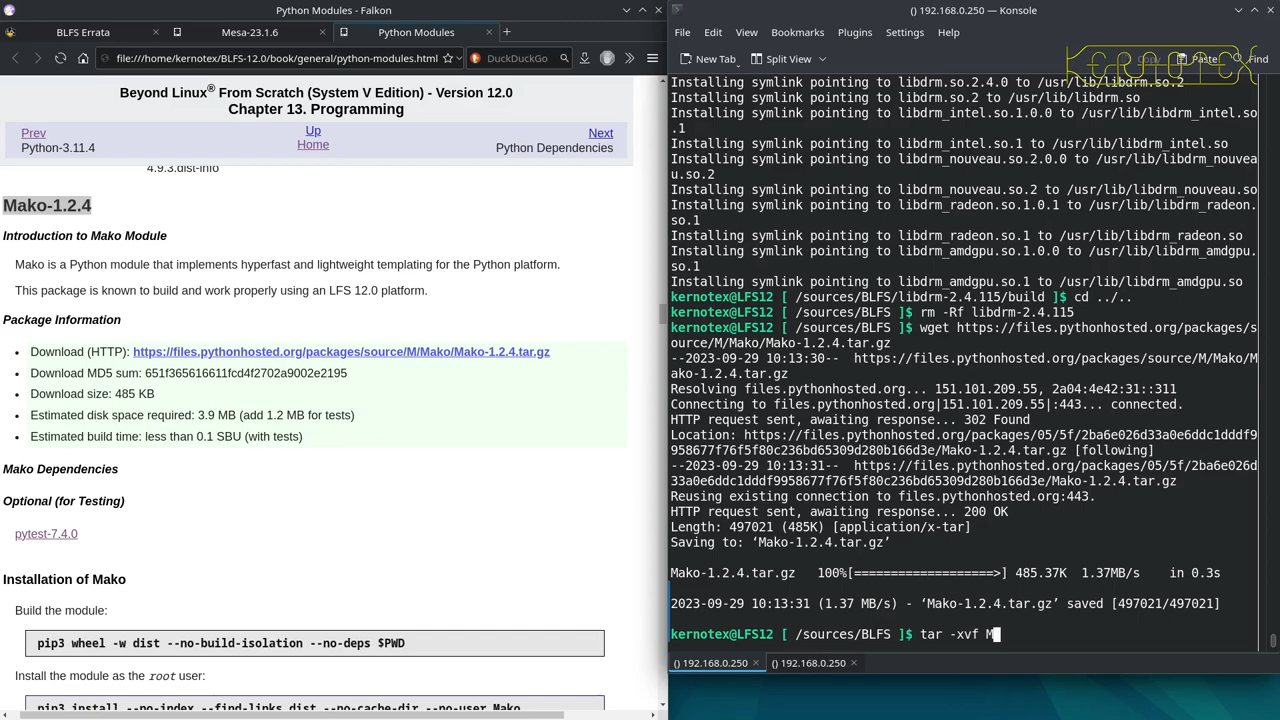 Python Modules - Falkon
BLFS Errata
Mesa-23.1.6
Python Modules
file:///home/kernotex/BLFS-12.0/book/general/python-modules.html
DuckDuckGo
Beyond Linux® From Scratch (System V Edition) - Version 12.0
Chapter 13. Programming
Prev
Up
Next
Python-3.11.4
Home
Python Dependencies
4.9.3.dist-info
Mako-1.2.4
Introduction to Mako Module
Mako is a Python module that implements hyperfast and lightweight templating for the Python platform.
This package is known to build and work properly using an LFS 12.0 platform.
Package Information
• Download (HTTP): https://files.pythonhosted.org/packages/source/M/Mako/Mako-1.2.4.tar.gz
• Download MD5 sum: 651f365616611fcd4f2702a9002e2195
• Download size: 485 KB
• Estimated disk space required: 3.9 MB (add 1.2 MB for tests)
• Estimated build time: less than 0.1 SBU (with tests)
Mako Dependencies
Optional (for Testing)
pytest-7.4.0
Installation of Mako
Build the module:
pip3 wheel -w dist --no-build-isolation --no-deps $PWD
Install the module as the root user:
pip3 install --no-index --find-links dist --no-cache-dir --no-user Mako
() 192.168.0.250 — Konsole
File Edit View Bookmarks Plugins Settings Help
New Tab Split View Copy Paste Find
Kernotex
Installing symlink pointing to libdrm.so.2.4.0 to /usr/lib/libdrm.so.2
Installing symlink pointing to libdrm.so.2 to /usr/lib/libdrm.so
Installing symlink pointing to libdrm_intel.so.1.0.0 to /usr/lib/libdrm_intel.so
.1
Installing symlink pointing to libdrm_intel.so.1 to /usr/lib/libdrm_intel.so
Installing symlink pointing to libdrm_nouveau.so.2.0.0 to /usr/lib/libdrm_nouvea
u.so.2
Installing symlink pointing to libdrm_nouveau.so.2 to /usr/lib/libdrm_nouveau.so
Installing symlink pointing to libdrm_radeon.so.1.0.1 to /usr/lib/libdrm_radeon.
so.1
Installing symlink pointing to libdrm_radeon.so.1 to /usr/lib/libdrm_radeon.so
Installing symlink pointing to libdrm_amdgpu.so.1.0.0 to /usr/lib/libdrm_amdgpu.
so.1
Installing symlink pointing to libdrm_amdgpu.so.1 to /usr/lib/libdrm_amdgpu.so
kernotex@LFS12 [ /sources/BLFS/libdrm-2.4.115/build ]$ cd ../..
kernotex@LFS12 [ /sources/BLFS ]$ rm -Rf libdrm-2.4.115
kernotex@LFS12 [ /sources/BLFS ]$ wget https://files.pythonhosted.org/packages/s
ource/M/Mako/Mako-1.2.4.tar.gz
--2023-09-29 10:13:30-- https://files.pythonhosted.org/packages/source/M/Mako/M
ako-1.2.4.tar.gz
Resolving files.pythonhosted.org... 151.101.209.55, 2a04:4e42:31::311
Connecting to files.pythonhosted.org|151.101.209.55|:443... connected.
HTTP request sent, awaiting response... 302 Found
Location: https://files.pythonhosted.org/packages/05/5f/2ba6e026d33a0e6ddc1dddf9
958677f76f5f80c236bd65309d280b166d3e/Mako-1.2.4.tar.gz [following]
--2023-09-29 10:13:31-- https://files.pythonhosted.org/packages/05/5f/2ba6e026d
33a0e6ddc1dddf9958677f76f5f80c236bd65309d280b166d3e/Mako-1.2.4.tar.gz
Reusing existing connection to files.pythonhosted.org:443.
HTTP request sent, awaiting response... 200 OK
Length: 497021 (485K) [application/x-tar]
Saving to: ‘Mako-1.2.4.tar.gz’
Mako-1.2.4.tar.gz 100%[===================>] 485.37K 1.37MB/s in 0.3s
2023-09-29 10:13:31 (1.37 MB/s) - ‘Mako-1.2.4.tar.gz’ saved [497021/497021]
kernotex@LFS12 [ /sources/BLFS ]$ tar -xvf M
() 192.168.0.250
() 192.168.0.250